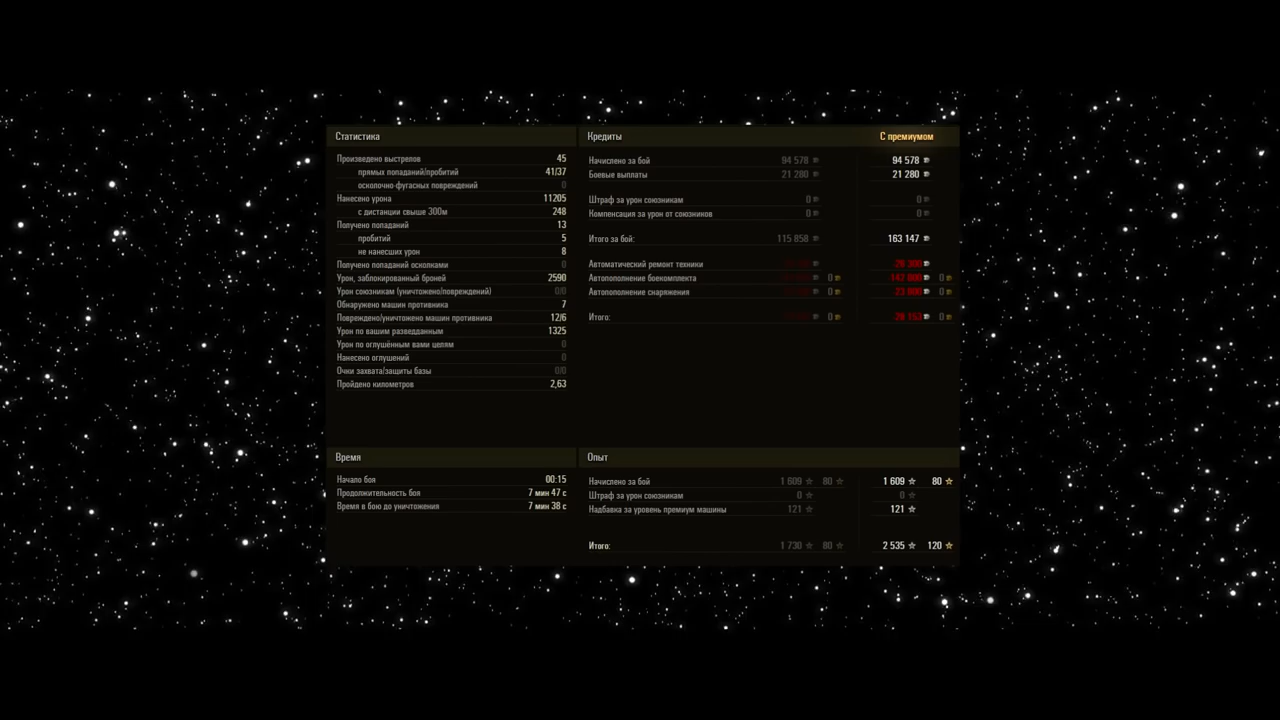 Статистика
Произведено выстрелов 45
прямых попаданий/пробитий 41/37
осколочно-фугасных повреждений 0
Нанесено урона 11205
с дистанции свыше 300м 248
Получено попаданий 13
пробитий 5
не нанесших урон 8
Получено попаданий осколками 0
Урон, заблокированный броней 2590
Урон союзникам (уничтожено/повреждений) 0/0
Обнаружено машин противника 7
Повреждено/уничтожено машин противника 12/6
Урон по вашим разведданным 1325
Урон по оглушённым вами целям 0
Нанесено оглушений 0
Очки захвата/защиты базы 0/0
Пройдено километров 2,63
Кредиты С премиумом
Начислено за бой 94 578 94 578
Боевые выплаты 21 280 21 280
Штраф за урон союзникам 0 0
Компенсация за урон от союзников 0 0
Итого за бой: 115 858 163 147
Автоматический ремонт техники
Автопополнение боекомплекта 0 0
Автопополнение снаряжения 0 0
Итого: 0 0
Время
Начало боя 00:15
Продолжительность боя 7 мин 47 с
Время в бою до уничтожения 7 мин 38 с
Опыт
Начислено за бой 1 609 80 1 609 80
Штраф за урон союзникам 0 0
Надбавка за уровень премиум машины 121 121
Итого: 1 730 80 2 535 120